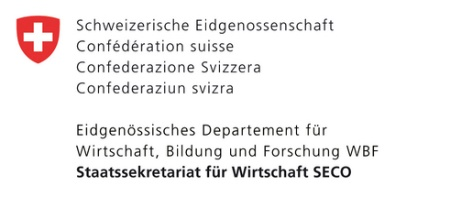 Schweizerische Eidgenossenschaft
Confédération suisse
Confederazione Svizzera
Confederaziun svizra
Eidgenössisches Departement für
Wirtschaft, Bildung und Forschung WBF
Staatssekretariat für Wirtschaft SECO